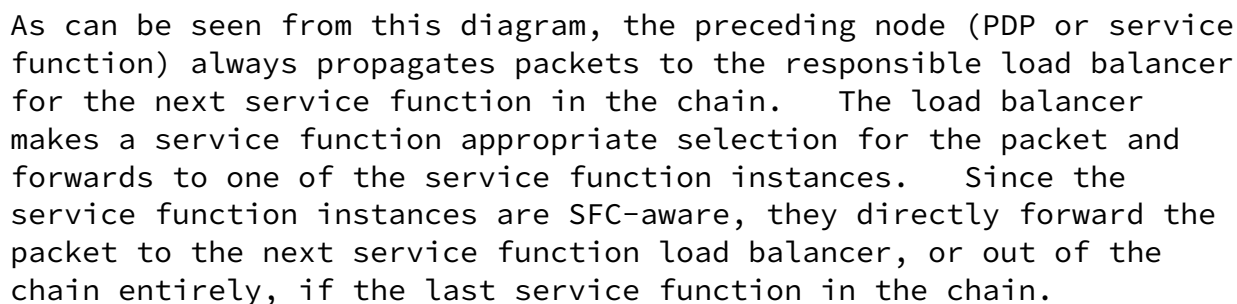 As can be seen from this diagram, the preceding node (PDP or service
function) always propagates packets to the responsible load balancer
for the next service function in the chain.   The load balancer
makes a service function appropriate selection for the packet and
forwards to one of the service function instances.   Since the
service function instances are SFC-aware, they directly forward the
packet to the next service function load balancer, or out of the
chain entirely, if the last service function in the chain.